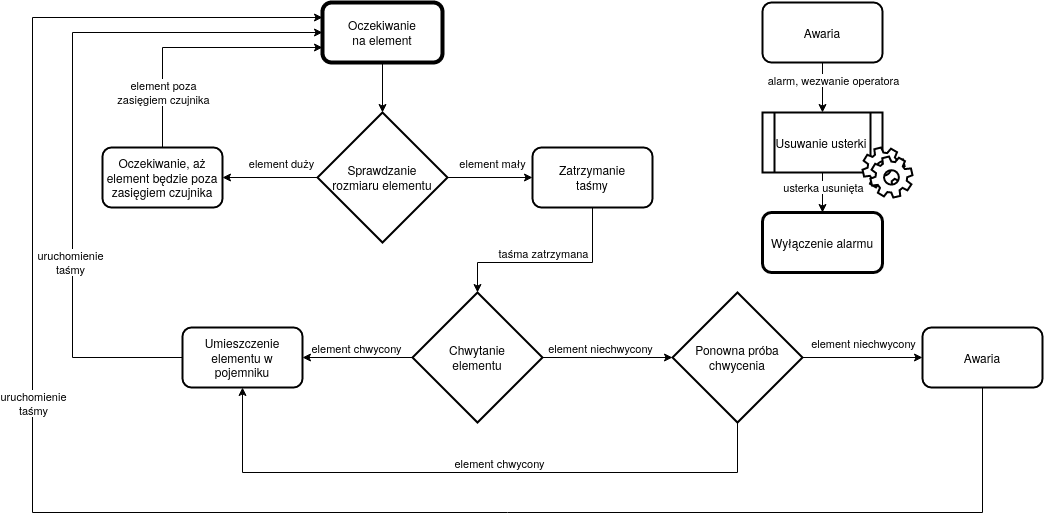 Oczekiwanie
na element
Awaria
alarm, wezwanie operatora
element poza
zasięgiem czujnika
Usuwanie usterki
Oczekiwanie, aż
element będzie poza
zasięgiem czujnika
element duży
Sprawdzanie
rozmiaru elementu
element mały
Zatrzymanie
taśmy
usterka usunięta
Wyłączenie alarmu
taśma zatrzymana
uruchomienie
taśmy
Umieszczenie
elementu w
pojemniku
element chwycony
Chwytanie
elementu
element niechwycony
Ponowna próba
chwycenia
element niechwycony
Awaria
uruchomienie
taśmy
element chwycony